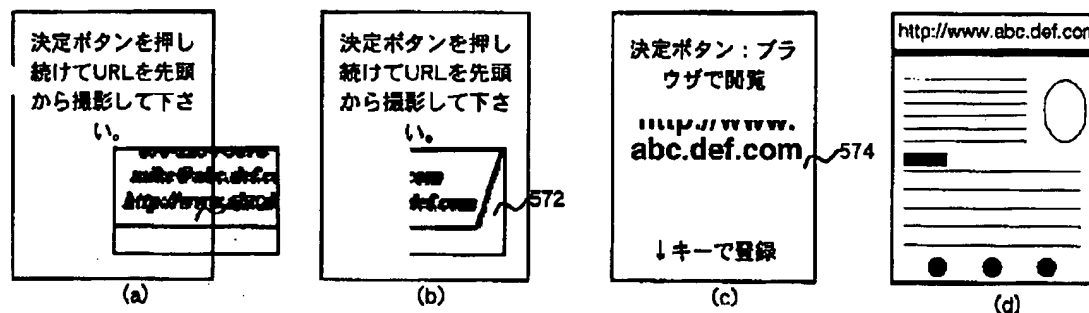 決定ボタンを押し
続けてURLを先頭
から撮影して下さ
い。
(a)
決定ボタンを押し
続けてURLを先頭
から撮影して下さ
い。
572
(b)
決定ボタン：ブラ
ウザで閲覧
http://www.
abc.def.com
574
↓キーで登録
(c)
http://www.abc.def.com
(d)